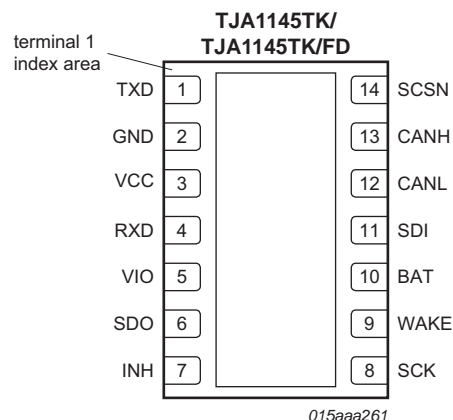 TJA1145TK/
TJA1145TK/FD
terminal 1
index area
TXD 1 14 SCSN
GND 2 13 CANH
VCC 3 12 CANL
RXD 4 11 SDI
VIO 5 10 BAT
SDO 6 9 WAKE
INH 7 8 SCK
015aaa261